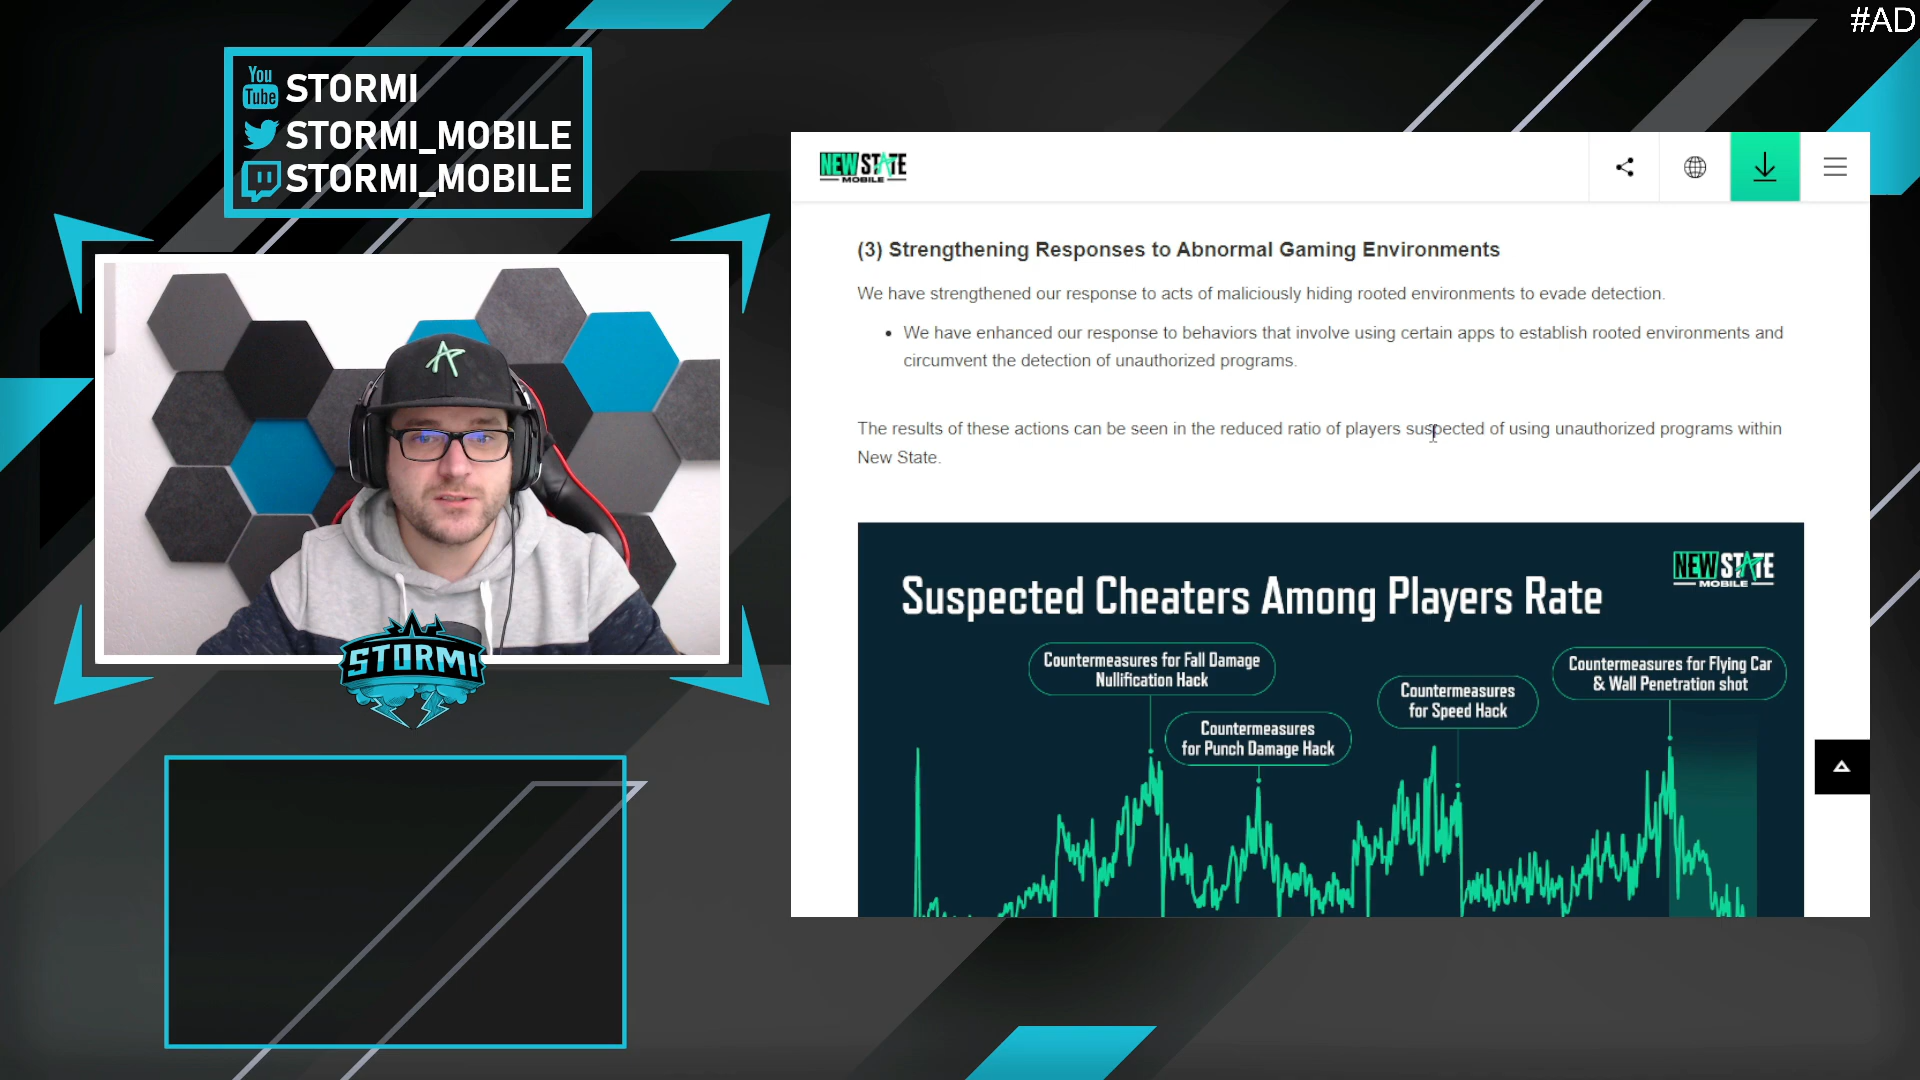 #AD
You
Tube
STORMI
STORMI_MOBILE
STORMI_MOBILE
STORMI
NEW STATE
MOBILE
(3) Strengthening Responses to Abnormal Gaming Environments
We have strengthened our response to acts of maliciously hiding rooted environments to evade detection.
• We have enhanced our response to behaviors that involve using certain apps to establish rooted environments and
circumvent the detection of unauthorized programs.
The results of these actions can be seen in the reduced ratio of players suspected of using unauthorized programs within
New State.
NEW STATE
MOBILE
Suspected Cheaters Among Players Rate
Countermeasures for Fall Damage
Nullification Hack
Countermeasures
for Punch Damage Hack
Countermeasures
for Speed Hack
Countermeasures for Flying Car
& Wall Penetration shot